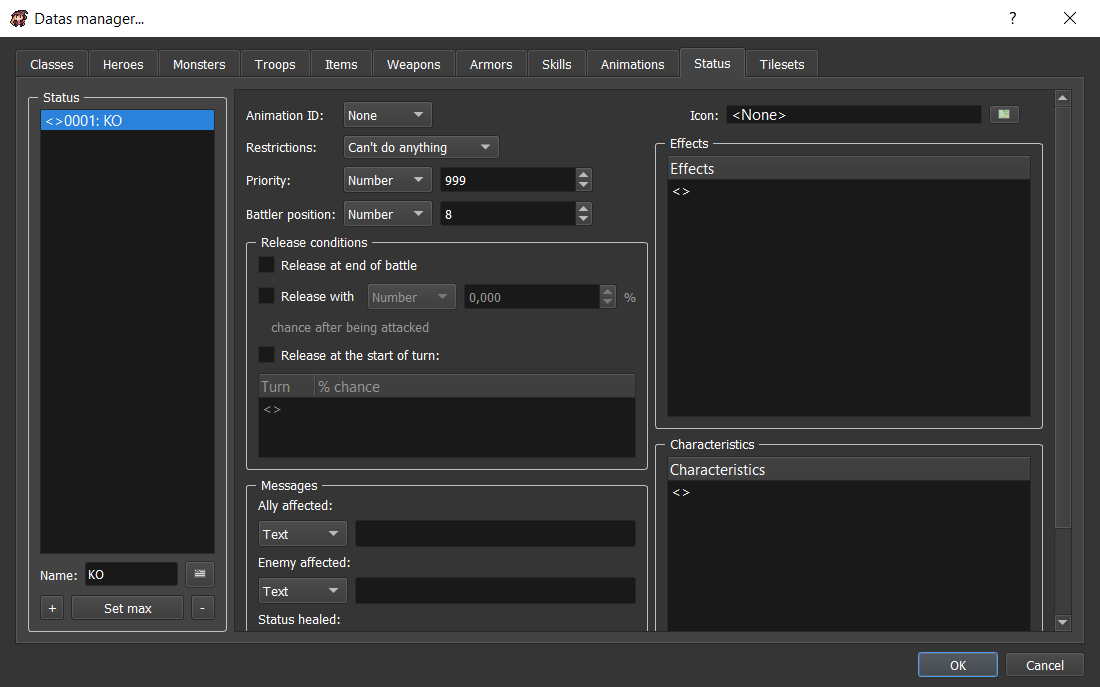 Datas manager...
?
Classes
Heroes
Monsters
Troops
Items
Weapons
Armors
Skills
Animations
Status
Tilesets
Status
<>0001: KO
Name: KO
+
Set max
-
Animation ID: None
Restrictions: Can't do anything
Priority: Number 999
Battler position: Number 8
Release conditions
Release at end of battle
Release with Number 0,000 %
chance after being attacked
Release at the start of turn:
Turn % chance
<>
Messages
Ally affected:
Text
Enemy affected:
Text
Status healed:
Icon: <None>
Effects
Effects
<>
Characteristics
Characteristics
<>
OK
Cancel